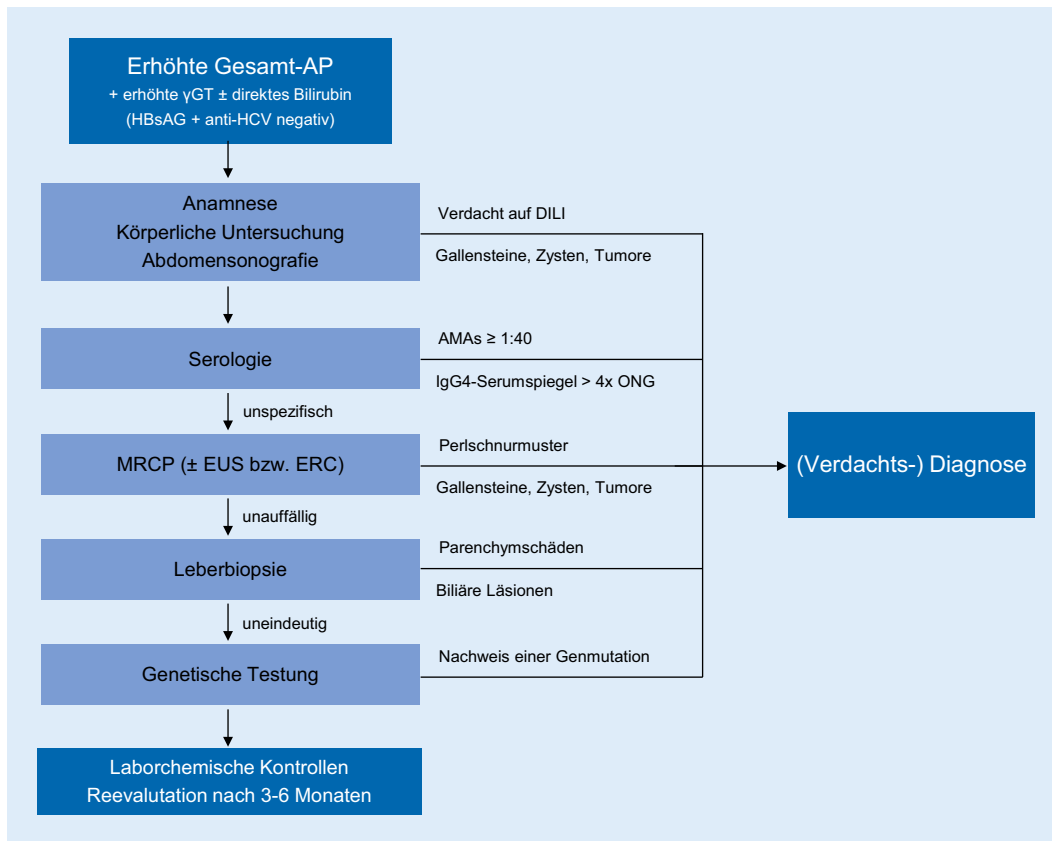 Erhöhte Gesamt-AP
+ erhöhte γGT ± direktes Bilirubin
(HBsAG + anti-HCV negativ)
Anamnese
Körperliche Untersuchung
Abdomensonografie
Verdacht auf DILI
Gallensteine, Zysten, Tumore
Serologie
AMAs ≥ 1:40
IgG4-Serumspiegel > 4x ONG
unspezifisch
MRCP (± EUS bzw. ERC)
Perlschnurmuster
Gallensteine, Zysten, Tumore
(Verdachts-) Diagnose
unauffällig
Leberbiopsie
Parenchymschäden
Biliäre Läsionen
uneindeutig
Genetische Testung
Nachweis einer Genmutation
Laborchemische Kontrollen
Reevalutation nach 3-6 Monaten